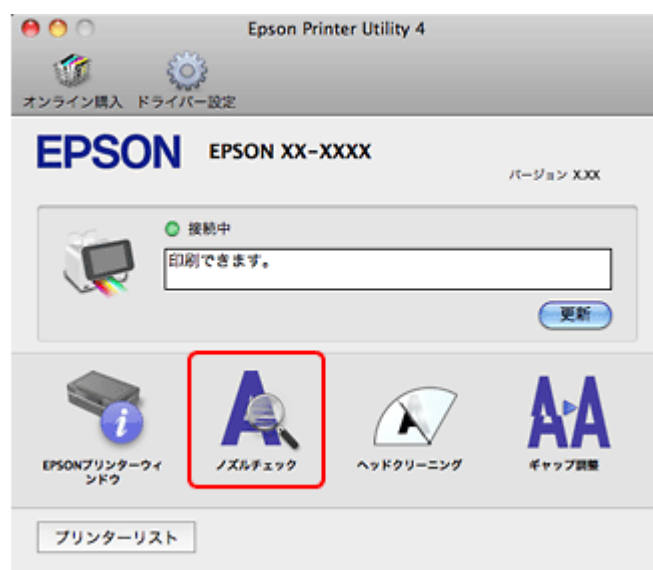 Epson Printer Utility 4
オンライン購入 ドライバー設定
EPSON EPSON XX-XXXX
バージョン X.XX
接続中
印刷できます。
更新
EPSONプリンターウィ
ンドウ
ノズルチェック
ヘッドクリーニング
ギャップ調整
プリンターリスト